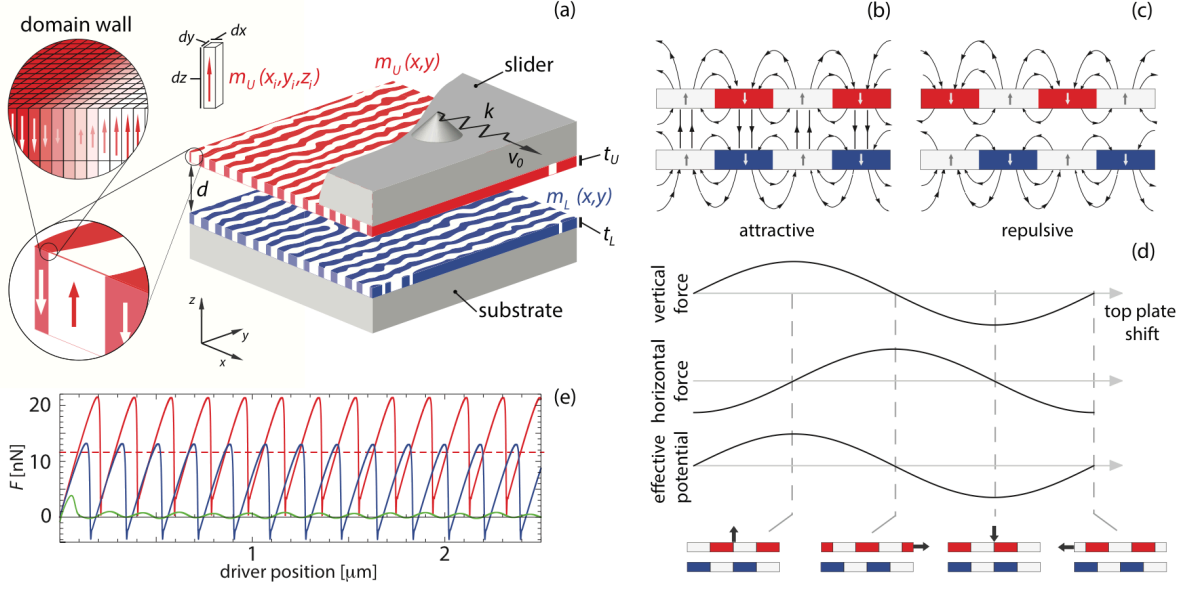 (a)
domain wall
dx
dy
dz
m_U(x_i,y_i,z_i)
m_U(x,y)
slider
k
v_0
t_U
d
m_L(x,y)
t_L
substrate
z
y
x
(b)
(c)
attractive
repulsive
(d)
vertical
force
top plate
shift
horizontal
force
effective
potential
(e)
F [nN]
20
10
0
1
2
driver position [μm]